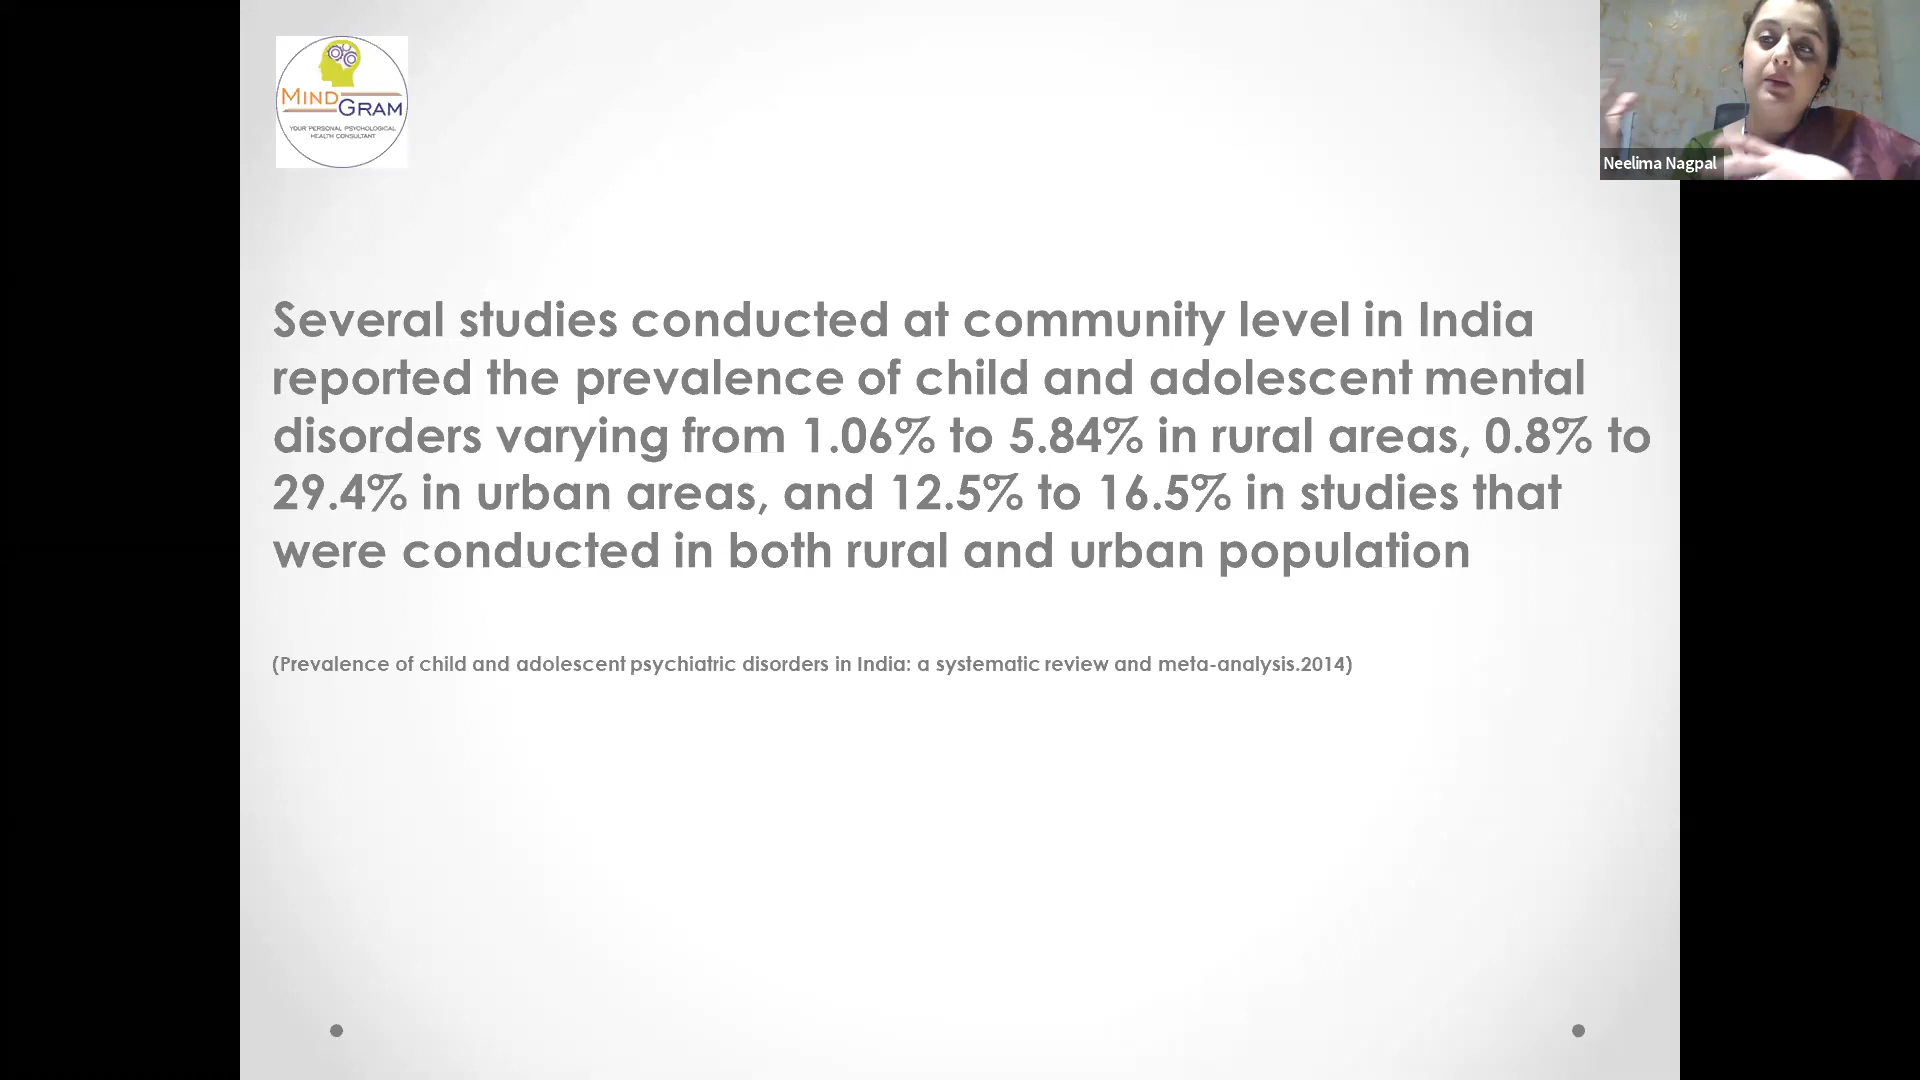 MIND
GRAM
YOUR PERSONAL PSYCHOLOGICAL
HEALTH CONSULTANT
Neelima Nagpal
Several studies conducted at community level in India
reported the prevalence of child and adolescent mental
disorders varying from 1.06% to 5.84% in rural areas, 0.8% to
29.4% in urban areas, and 12.5% to 16.5% in studies that
were conducted in both rural and urban population
(Prevalence of child and adolescent psychiatric disorders in India: a systematic review and meta-analysis.2014)